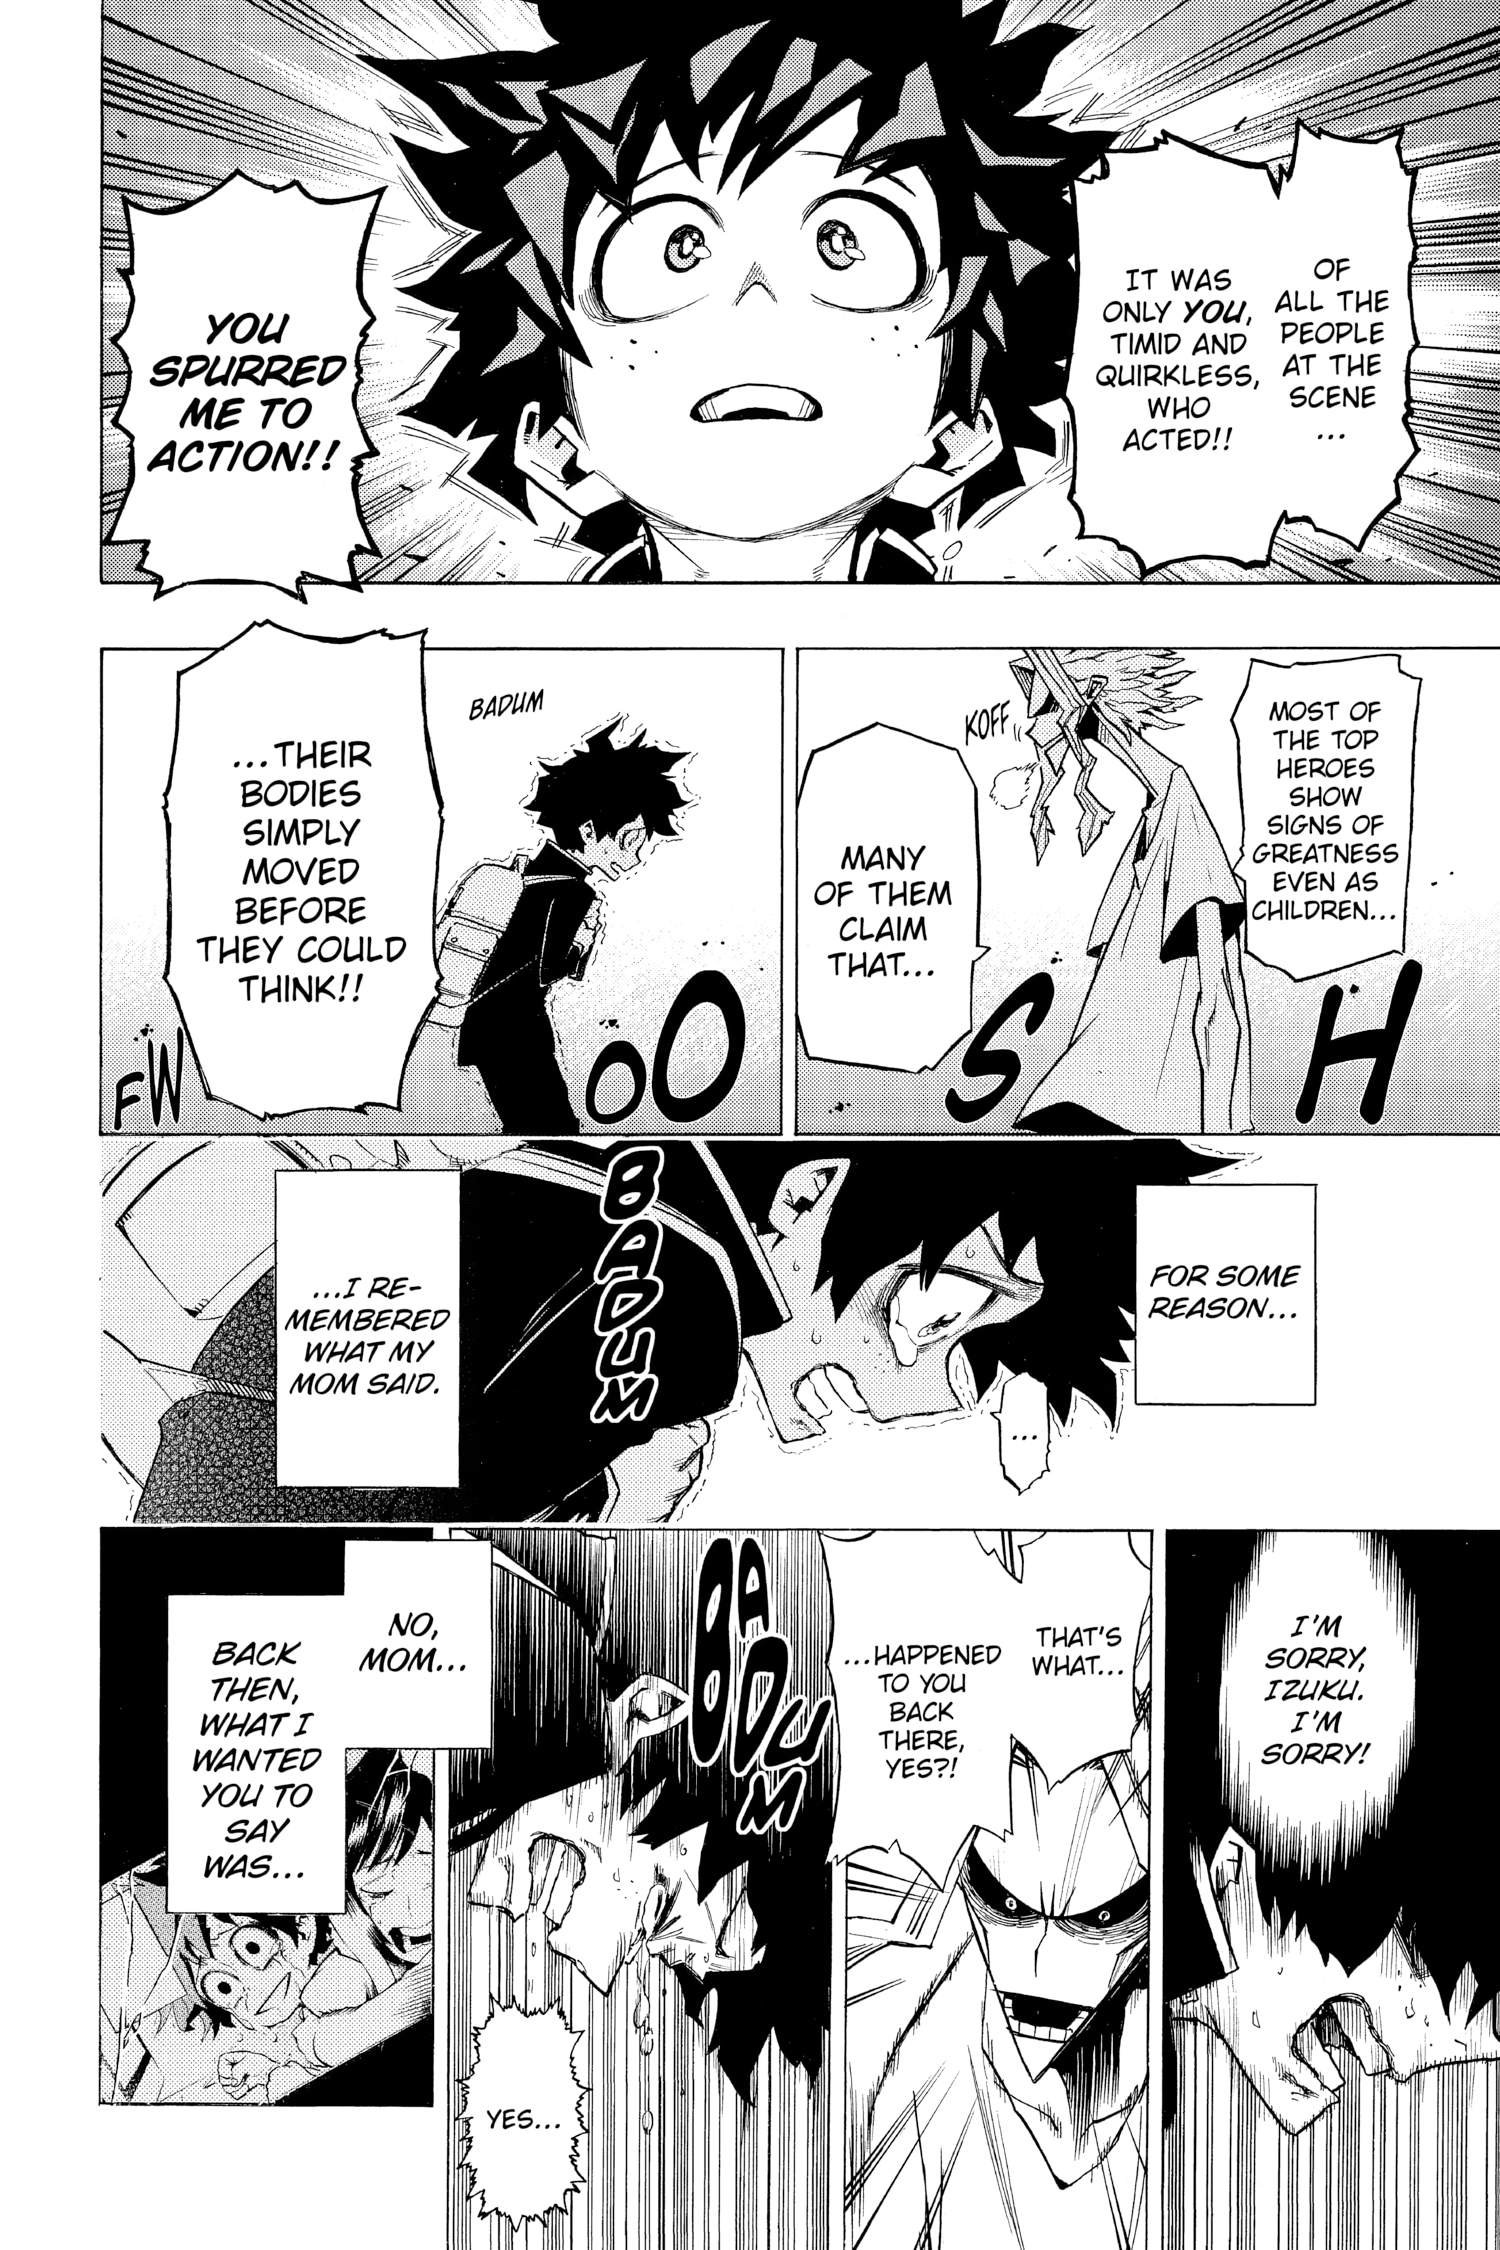 OF
ALL THE
PEOPLE
AT THE
SCENE
...
IT WAS
ONLY YOU,
TIMID AND
QUIRKLESS,
WHO
ACTED!!
YOU
SPURRED
ME TO
ACTION!!
MOST OF
THE TOP
HEROES
SHOW
SIGNS OF
GREATNESS
EVEN AS
CHILDREN...
KOFF
MANY
OF THEM
CLAIM
THAT...
BADUM
...THEIR
BODIES
SIMPLY
MOVED
BEFORE
THEY COULD
THINK!!
FWOOOSH
FOR SOME
REASON...
...
BADUM
...I RE-
MEMBERED
WHAT MY
MOM SAID.
I'M
SORRY,
IZUKU.
I'M
SORRY!
THAT'S
WHAT...
...HAPPENED
TO YOU
BACK
THERE,
YES?!
BADUM
YES...
NO,
MOM...
BACK
THEN,
WHAT I
WANTED
YOU TO
SAY
WAS...